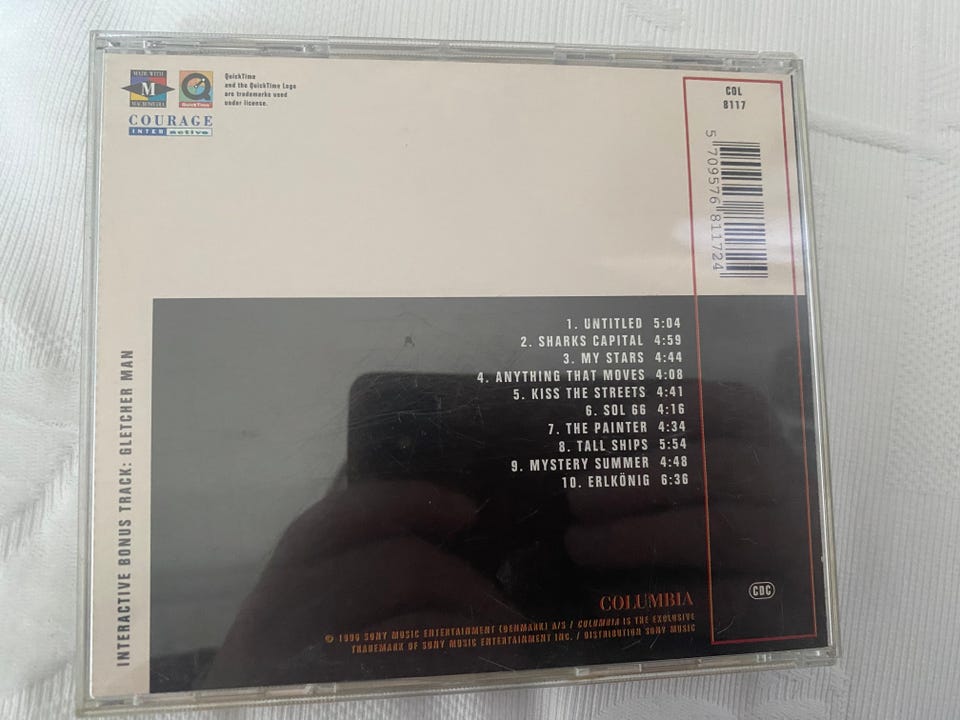 MADE WITH
M
MACROMEDIA
QuickTime
QuickTime
and the QuickTime Logo
are trademarks used
under license.
COURAGE
INTERactive
COL
8117
5 709576 811724
INTERACTIVE BONUS TRACK: GLETCHER MAN
1. UNTITLED 5:04
2. SHARKS CAPITAL 4:59
3. MY STARS 4:44
4. ANYTHING THAT MOVES 4:08
5. KISS THE STREETS 4:41
6. SOL 66 4:16
7. THE PAINTER 4:34
8. TALL SHIPS 5:54
9. MYSTERY SUMMER 4:48
10. ERLKÖNIG 6:36
CDC
COLUMBIA
© 1996 SONY MUSIC ENTERTAINMENT (DENMARK) A/S / COLUMBIA IS THE EXCLUSIVE
TRADEMARK OF SONY MUSIC ENTERTAINMENT INC. / DISTRIBUTION SONY MUSIC